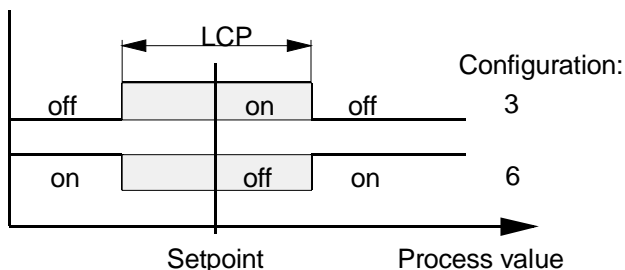 LCP
Configuration:
off on off 3
on off on 6
Setpoint Process value